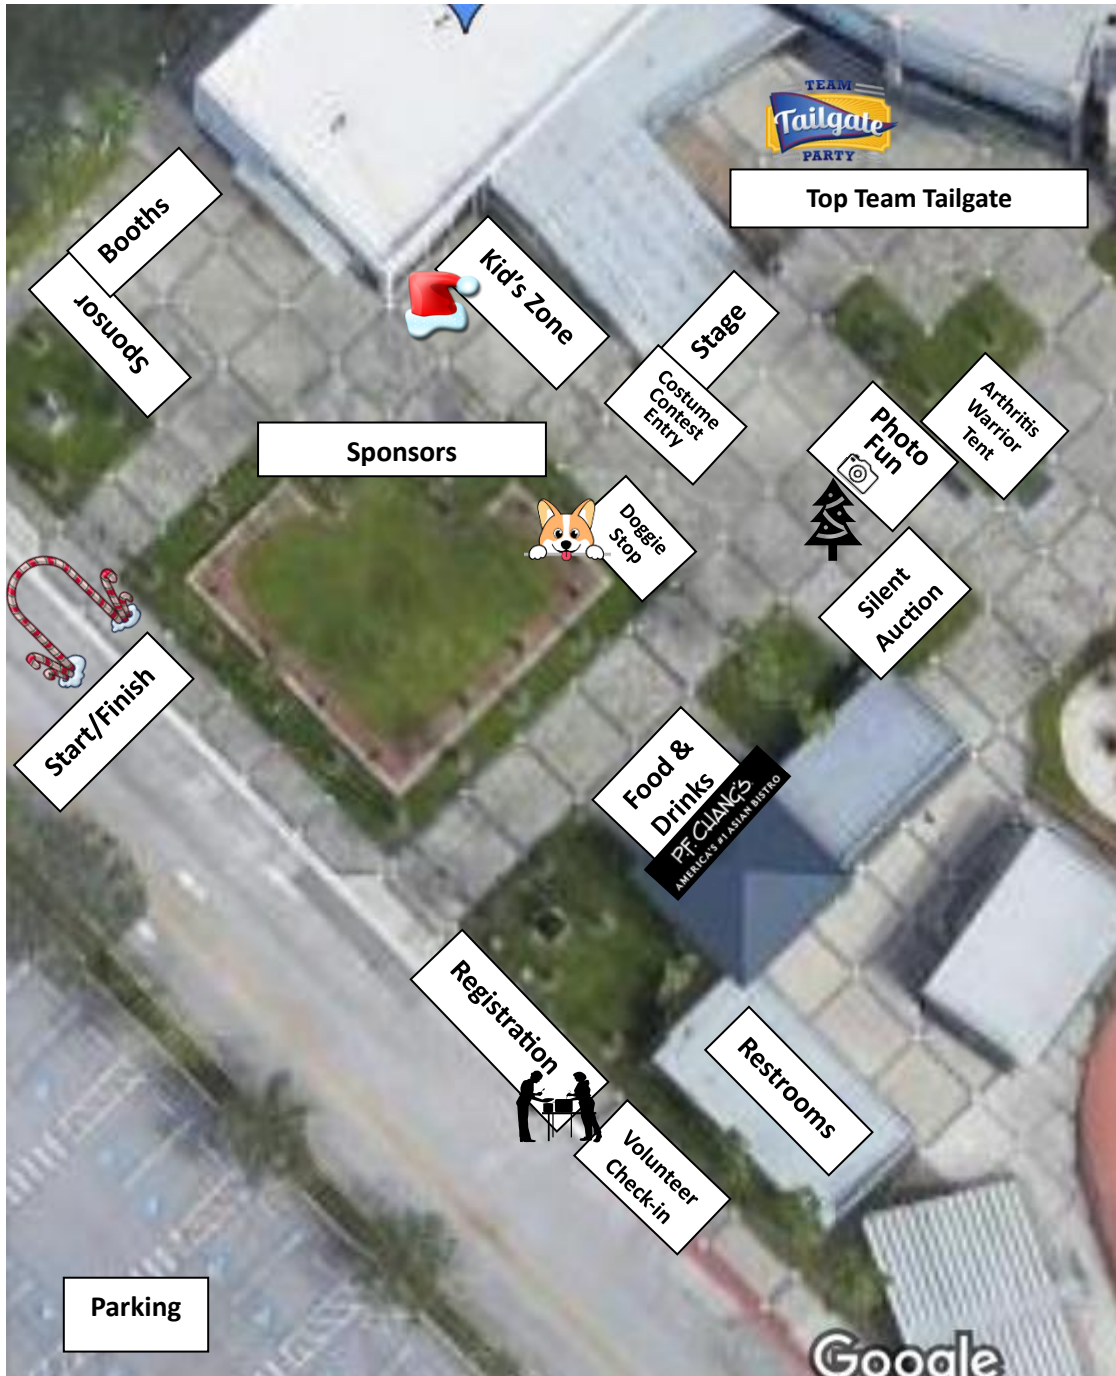 TEAM
Tailgate
PARTY
Top Team Tailgate
Booths
Sponsor
Kid's Zone
Stage
Costume
Contest
Entry
Photo
Fun
Arthritis
Warrior
Tent
Sponsors
Doggie
Stop
Silent
Auction
Start/Finish
Food &
Drinks
P.F. CHANG'S
AMERICA'S #1 ASIAN BISTRO
Registration
Restrooms
Volunteer
Check-in
Parking
Google